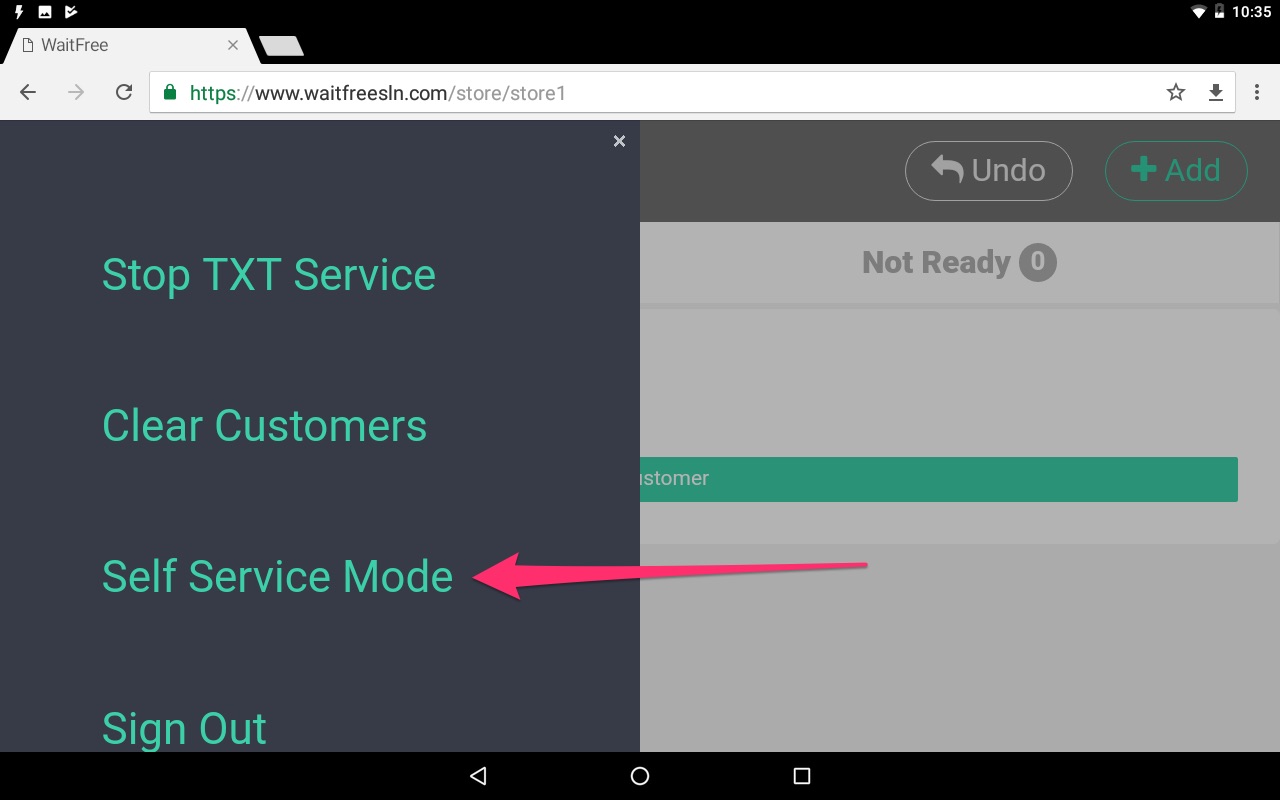 10:35
WaitFree
https://www.waitfreesln.com/store/store1
Undo
Add
Stop TXT Service
Not Ready 0
Clear Customers
ustomer
Self Service Mode
Sign Out